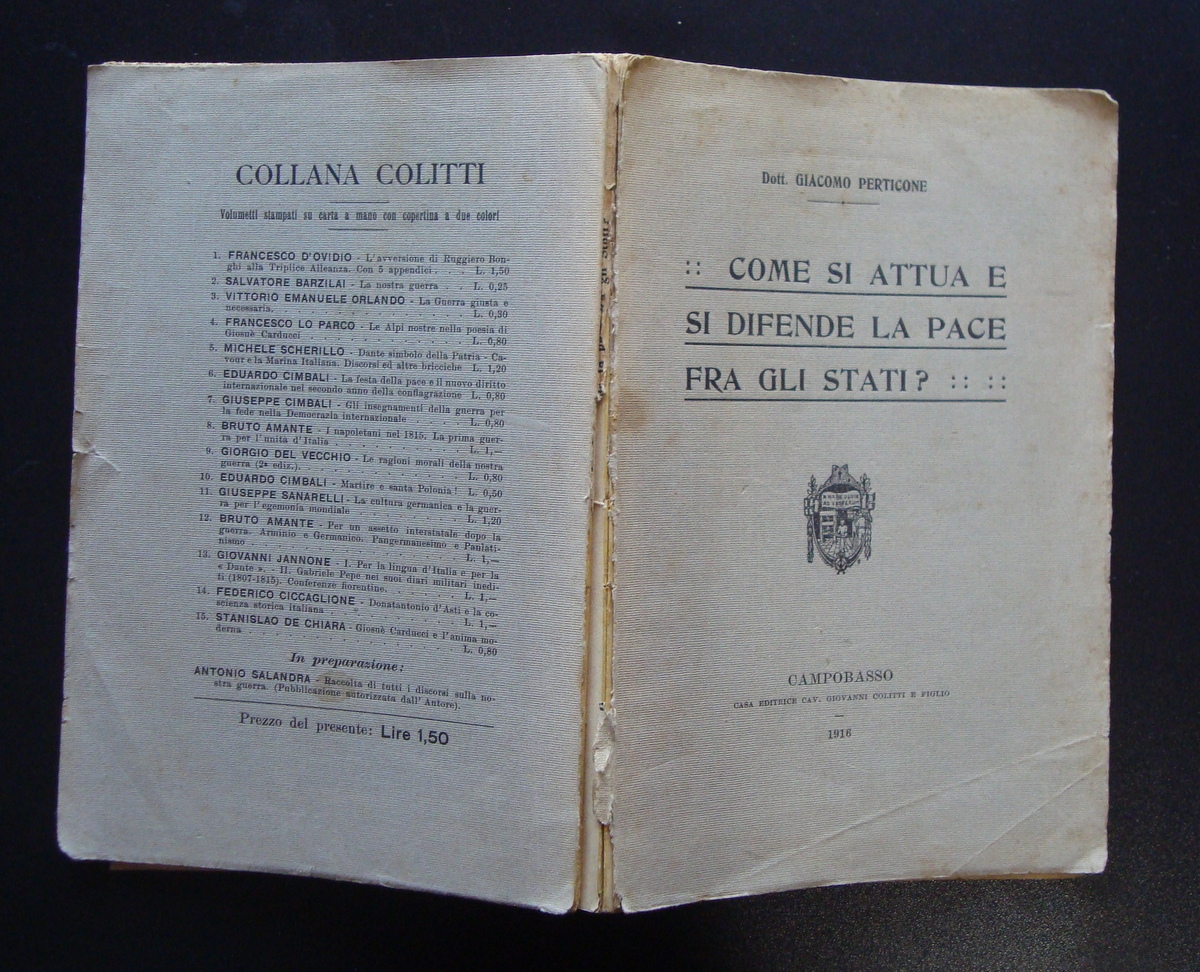 COLLANA COLITTI
Volumetti stampati su carta a mano con copertina a due colori
1. FRANCESCO D'OVIDIO - L'avversione di Ruggiero Bon-
ghi alla Triplice Alleanza. Con 5 appendici . . . L. 1,50
2. SALVATORE BARZILAI - La nostra guerra . . L. 0,25
3. VITTORIO EMANUELE ORLANDO - La Guerra giusta e
necessaria. . . . . . . . . . . . L. 0,30
4. FRANCESCO LO PARCO - Le Alpi nostre nella poesia di
Giosuè Carducci . . . . . . . . . . L. 0,80
5. MICHELE SCHERILLO - Dante simbolo della Patria - Ca-
vour e la Marina Italiana. Discorsi ed altre bricciche L. 1,20
6. EDUARDO CIMBALI - La festa della pace e il nuovo diritto
internazionale nel secondo anno della conflagrazione L. 0,80
7. GIUSEPPE CIMBALI - Gli insegnamenti della guerra per
la fede nella Democrazia internazionale . . . . L. 0,80
8. BRUTO AMANTE - I napoletani nel 1815. La prima guer-
ra per l'unità d'Italia . . . . . . . . L. 1,—
9. GIORGIO DEL VECCHIO - Le ragioni morali della nostra
guerra (2ª ediz.). . . . . . . . . . L. 0,80
10. EDUARDO CIMBALI - Martire e santa Polonia! L. 0,50
11. GIUSEPPE SANARELLI - La cultura germanica e la guer-
ra per l'egemonia mondiale . . . . . . . L. 1,20
12. BRUTO AMANTE - Per un assetto interstatale dopo la
guerra. Arminio e Germanico. Pangermanesimo e Panlati-
nismo . . . . . . . . . . . . L. 1,—
13. GIOVANNI JANNONE - I. Per la lingua d'Italia e per la
« Dante ». - II. Gabriele Pepe nei suoi diari militari inedi-
ti (1807-1815). Conferenze fiorentine. . . . . . L. 1,—
14. FEDERICO CICCAGLIONE - Donatantonio d'Asti e la co-
scienza storica italiana . . . . . . . . L. 1,—
15. STANISLAO DE CHIARA - Giosuè Carducci e l'anima mo-
derna . . . . . . . . . . . . L. 0,80
In preparazione:
ANTONIO SALANDRA - Raccolta di tutti i discorsi sulla no-
stra guerra. (Pubblicazione autorizzata dall'Autore).
Prezzo del presente: Lire 1,50
Dott. GIACOMO PERTICONE
:: COME SI ATTUA E
SI DIFENDE LA PACE
FRA GLI STATI? :: ::
CAMPOBASSO
CASA EDITRICE CAV. GIOVANNI COLITTI E FIGLIO
1916